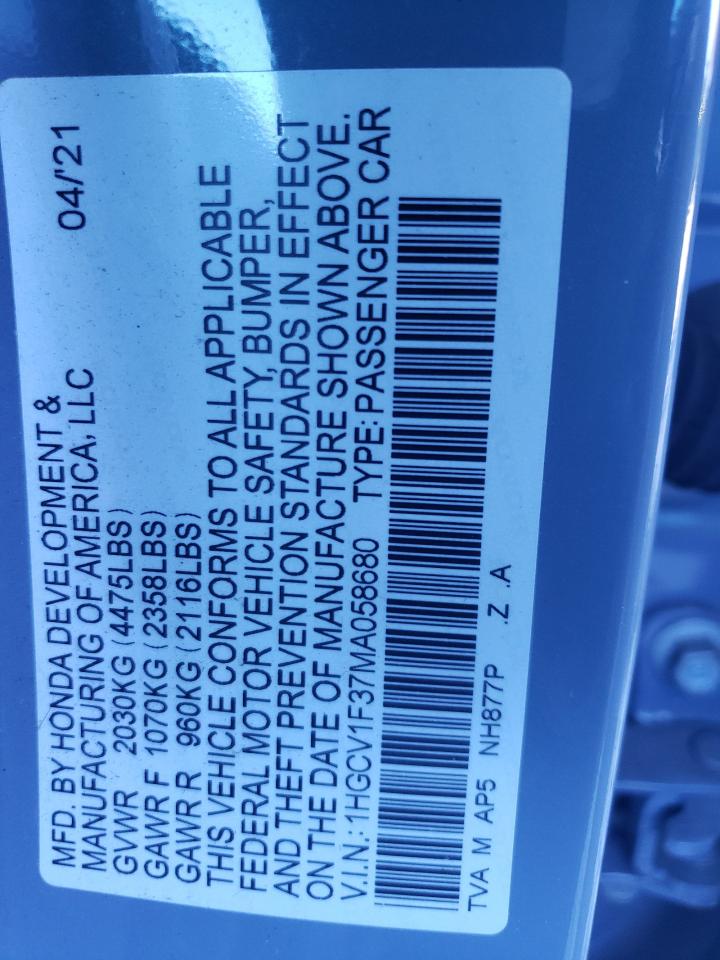 MFD. BY HONDA DEVELOPMENT &
MANUFACTURING OF AMERICA, LLC 04/'21
GVWR 2030KG (4475LBS)
GAWR F 1070KG (2358LBS)
GAWR R 960KG (2116LBS)
THIS VEHICLE CONFORMS TO ALL APPLICABLE
FEDERAL MOTOR VEHICLE SAFETY, BUMPER,
AND THEFT PREVENTION STANDARDS IN EFFECT
ON THE DATE OF MANUFACTURE SHOWN ABOVE.
V.I.N.:1HGCV1F37MA058680 TYPE:PASSENGER CAR
TVA M AP5 NH877P .Z .A